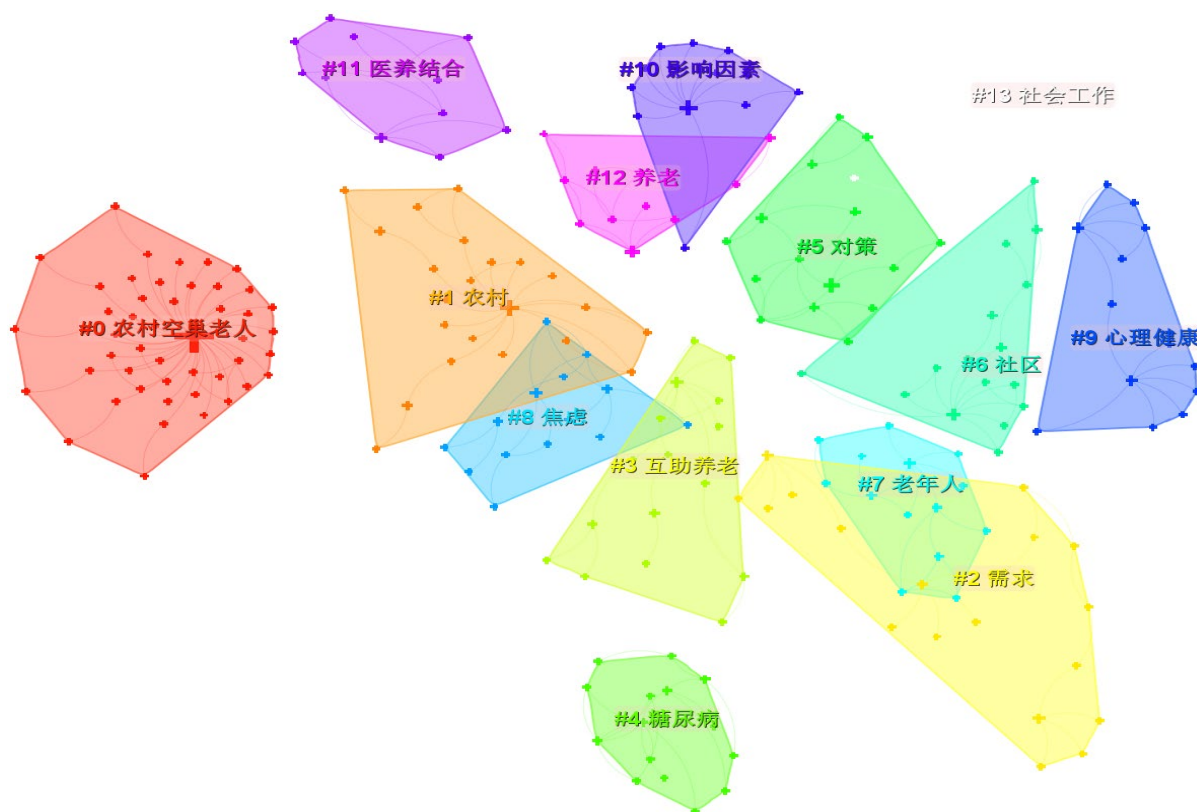 #11 医养结合
#10 影响因素
#13 社会工作
#12 养老
#5 对策
#1 农村
#0 农村空巢老人
#9 心理健康
#6 社区
#8 焦虑
#3 互助养老
#7 老年人
#2 需求
#4 糖尿病